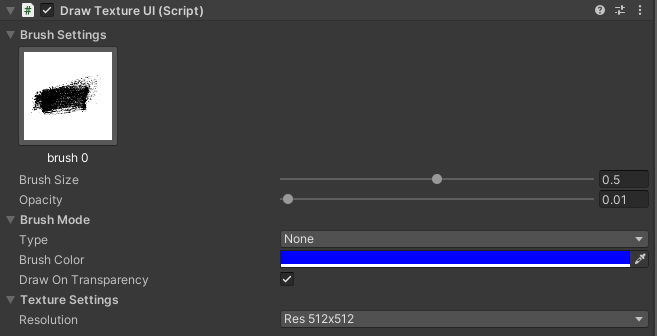 Draw Texture UI (Script)
Brush Settings
brush 0
Brush Size 0.5
Opacity 0.01
Brush Mode
Type None
Brush Color
Draw On Transparency
Texture Settings
Resolution Res 512x512